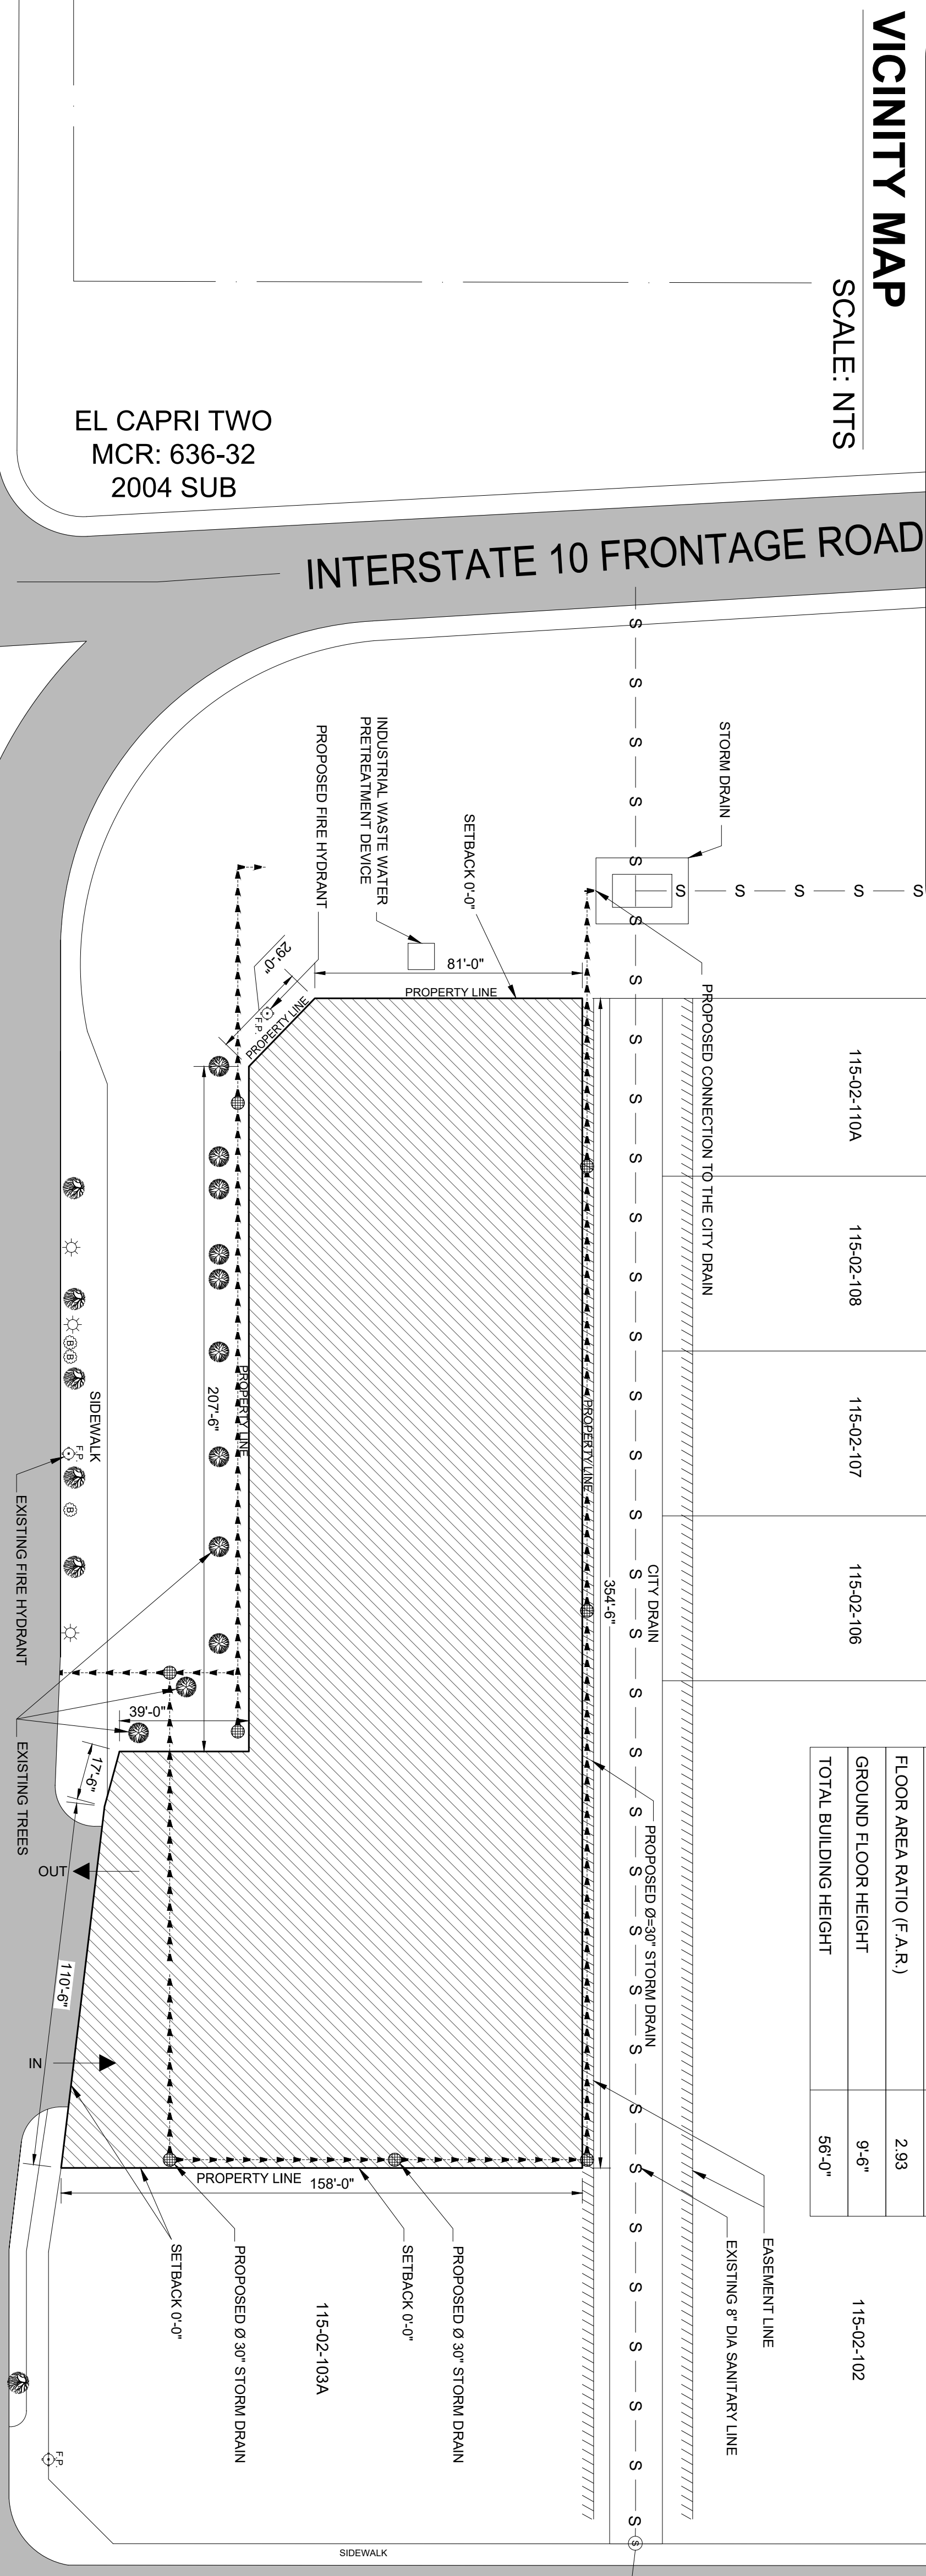 VICINITY MAP
SCALE: NTS
EL CAPRI TWO
MCR: 636-32
2004 SUB
INTERSTATE 10 FRONTAGE ROAD
S S S S S S S S S S S S S S S S S S S S S S S S S S S S S S S S S
S S S S S
STORM DRAIN
PROPOSED CONNECTION TO THE CITY DRAIN
SETBACK 0'-0"
INDUSTRIAL WASTE WATER
PRETREATMENT DEVICE
PROPOSED FIRE HYDRANT
81'-0"
PROPERTY LINE
29'-0"
F.P.
PROPERTY LINE
115-02-110A
115-02-108
115-02-107
115-02-106
PROPERTY LINE
207'-6"
PROPERTY LINE
354'-6"
CITY DRAIN
B
B
SIDEWALK
F.P.
B
EXISTING FIRE HYDRANT
EXISTING TREES
39'-0"
17'-6"
OUT
110'-6"
IN
PROPOSED Ø=30" STORM DRAIN
FLOOR AREA RATIO (F.A.R.) 2.93
GROUND FLOOR HEIGHT 9'-6"
TOTAL BUILDING HEIGHT 56'-0"
PROPERTY LINE
158'-0"
SETBACK 0'-0"
PROPOSED Ø 30" STORM DRAIN
SETBACK 0'-0"
PROPOSED Ø 30" STORM DRAIN
EXISTING 8" DIA SANITARY LINE
EASEMENT LINE
115-02-102
115-02-103A
F.P.
S
SIDEWALK